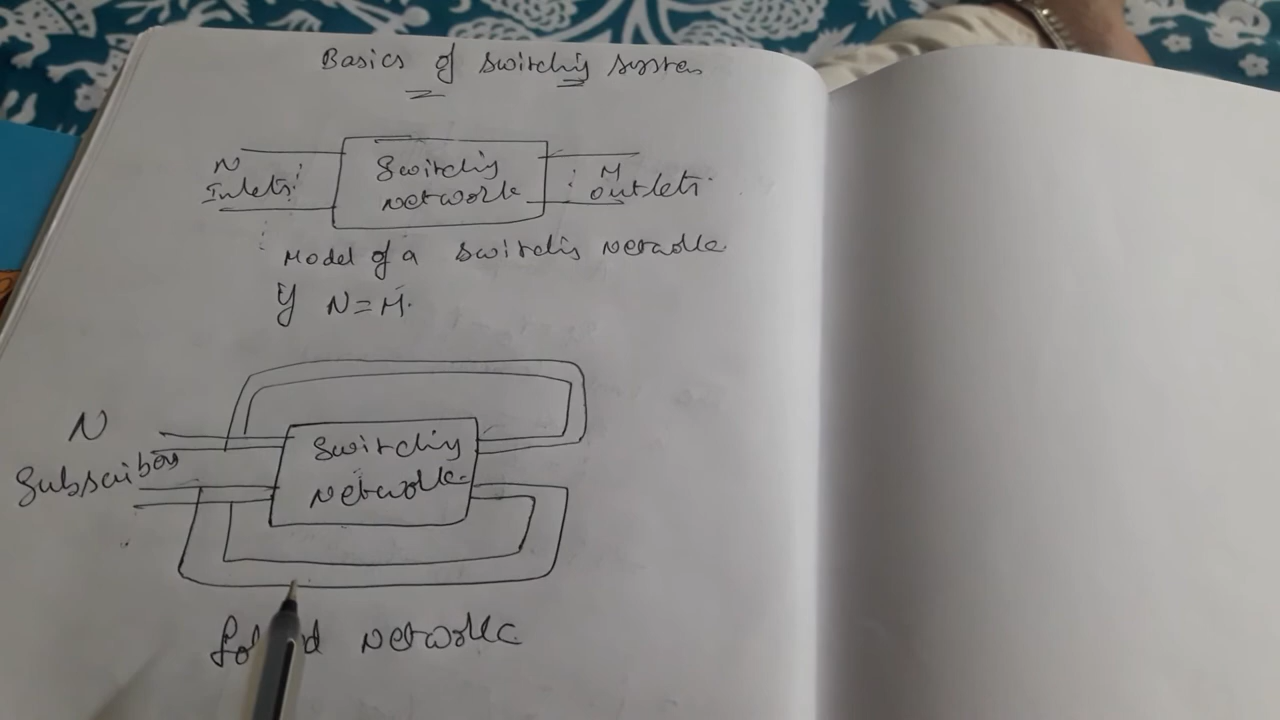 Basics of switching system
N
Inlets
Switching
network
M
outlets
Model of a switching network
If N=M.
N
Subscribers
Switching
network
network